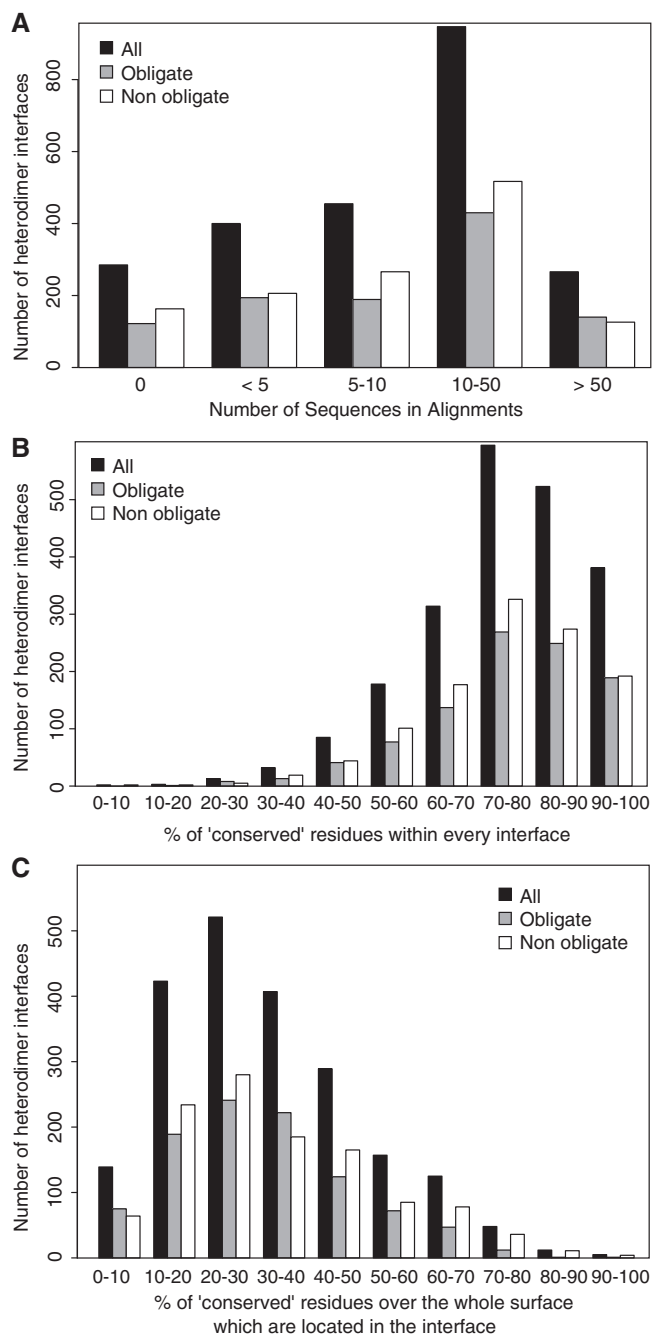 A
All
Obligate
Non obligate
Number of heterodimer interfaces
0 200 400 600 800
0 < 5 5-10 10-50 > 50
Number of Sequences in Alignments
B
All
Obligate
Non obligate
Number of heterodimer interfaces
0 100 200 300 400 500
0-10 10-20 20-30 30-40 40-50 50-60 60-70 70-80 80-90 90-100
% of 'conserved' residues within every interface
C
All
Obligate
Non obligate
Number of heterodimer interfaces
0 100 200 300 400 500
0-10 10-20 20-30 30-40 40-50 50-60 60-70 70-80 80-90 90-100
% of 'conserved' residues over the whole surface
which are located in the interface